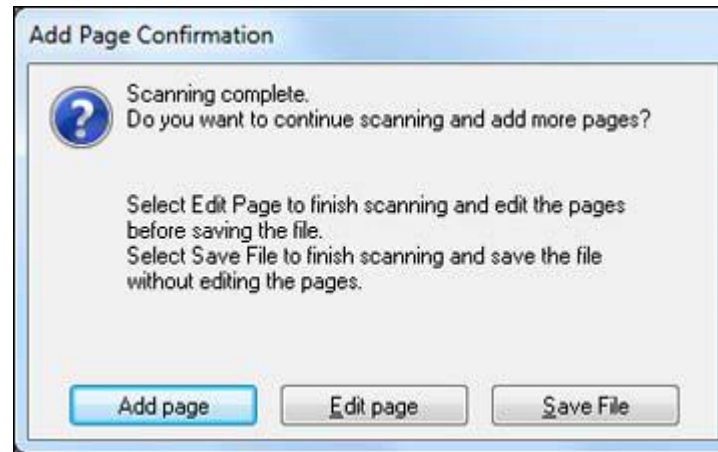 Add Page Confirmation
Scanning complete.
Do you want to continue scanning and add more pages?
Select Edit Page to finish scanning and edit the pages
before saving the file.
Select Save File to finish scanning and save the file
without editing the pages.
Add page Edit page Save File